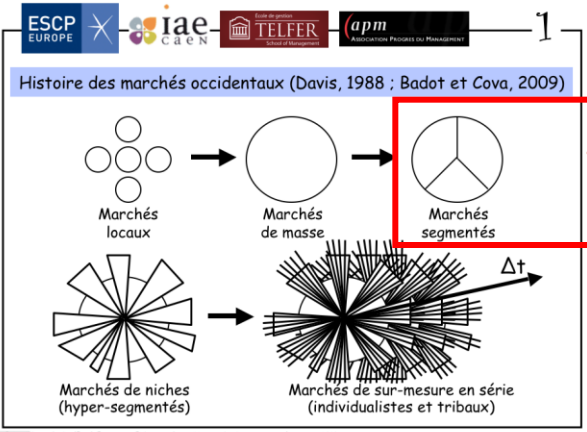 ESCP
EUROPE
iae
CAEN
École de gestion
TELFER
School of Management
apm
ASSOCIATION PROGRÈS DU MANAGEMENT
1
Histoire des marchés occidentaux (Davis, 1988 ; Badot et Cova, 2009)
Marchés
locaux
Marchés
de masse
Marchés
segmentés
Δt
Marchés de niches
(hyper-segmentés)
Marchés de sur-mesure en série
(individualistes et tribaux)